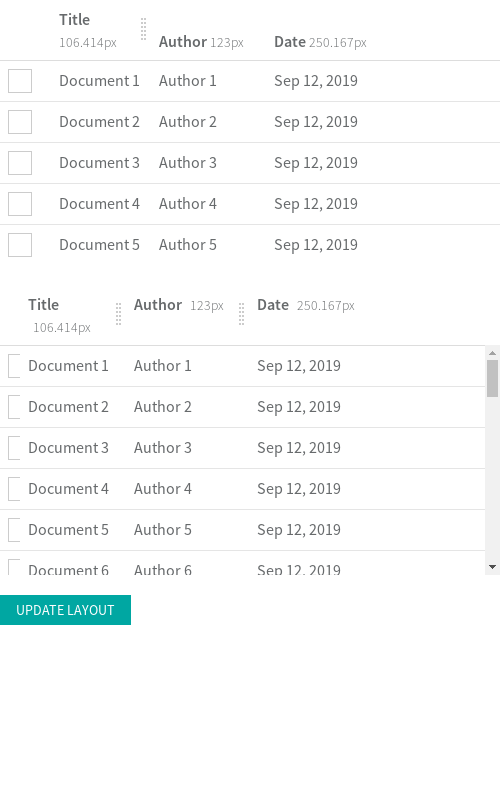 Title
106.414px
Author 123px
Date 250.167px
Document 1 Author 1 Sep 12, 2019
Document 2 Author 2 Sep 12, 2019
Document 3 Author 3 Sep 12, 2019
Document 4 Author 4 Sep 12, 2019
Document 5 Author 5 Sep 12, 2019
Title Author 123px Date 250.167px
106.414px
Document 1 Author 1 Sep 12, 2019
Document 2 Author 2 Sep 12, 2019
Document 3 Author 3 Sep 12, 2019
Document 4 Author 4 Sep 12, 2019
Document 5 Author 5 Sep 12, 2019
Document 6 Author 6 Sep 12, 2019
UPDATE LAYOUT